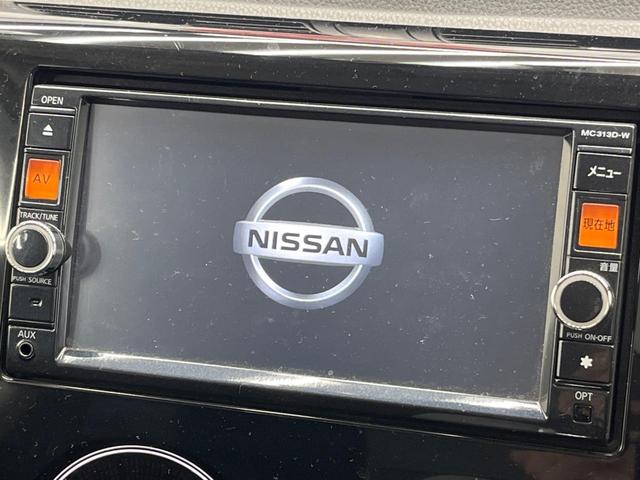 OPEN
MC313D-W
メニュー
AV
現在地
TRACK/TUNE
NISSAN
音量
PUSH SOURCE
PUSH ON-OFF
AUX
✱
OPT